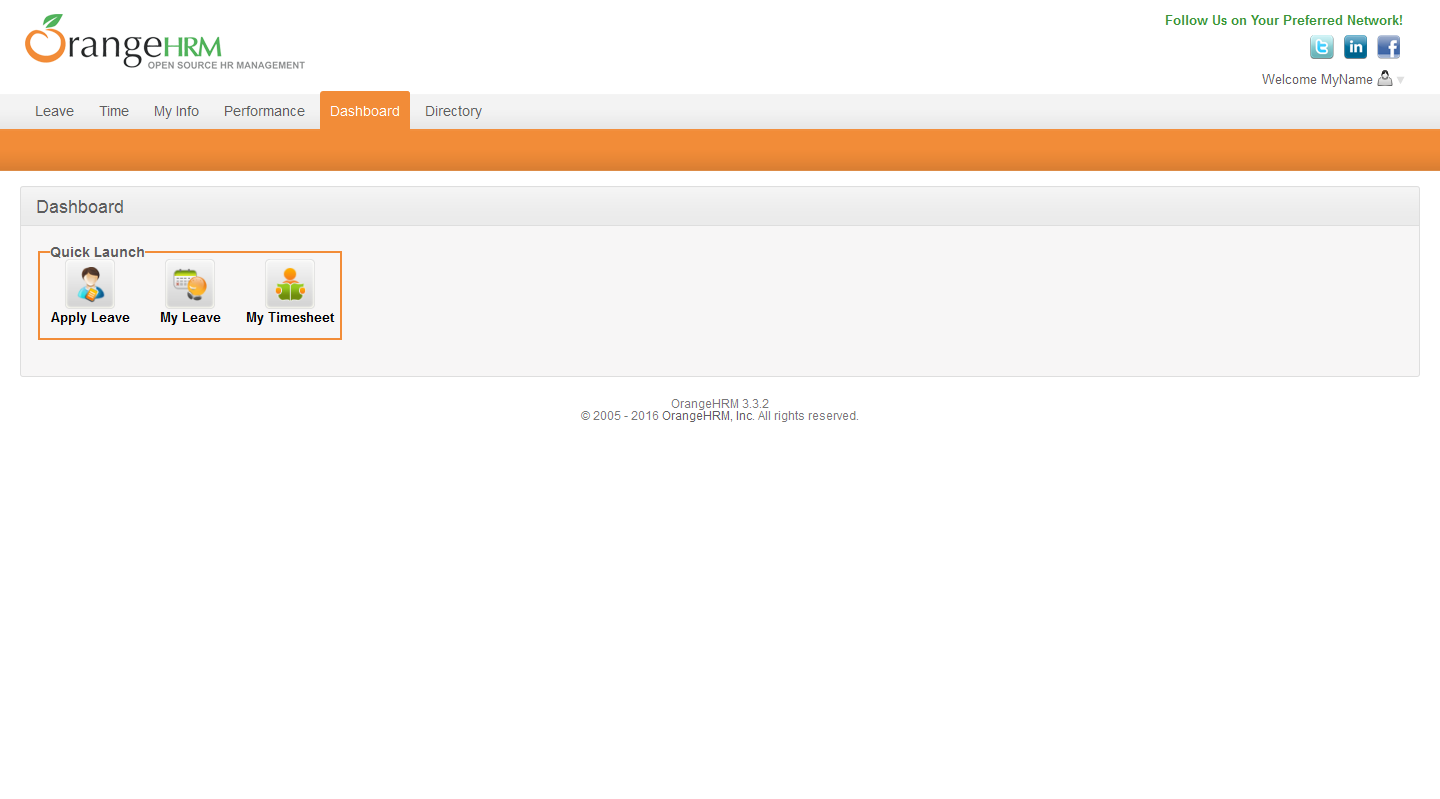 OrangeHRM
OPEN SOURCE HR MANAGEMENT
Follow Us on Your Preferred Network!
Welcome MyName
Leave Time My Info Performance Dashboard Directory
Dashboard
Quick Launch
Apply Leave My Leave My Timesheet
OrangeHRM 3.3.2
© 2005 - 2016 OrangeHRM, Inc. All rights reserved.